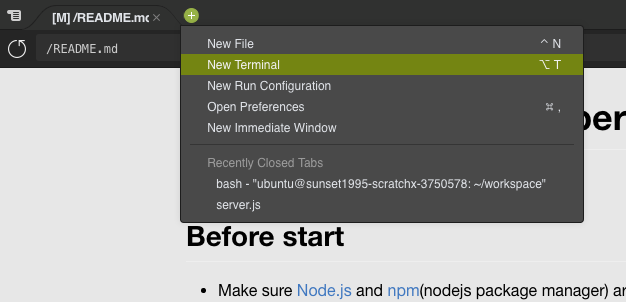 [M] /README.mc
/README.md
New File ^ N
New Terminal ⌥ T
New Run Configuration
Open Preferences ⌘ ,
New Immediate Window
Recently Closed Tabs
bash - "ubuntu@sunset1995-scratchx-3750578: ~/workspace"
server.js
per
Before start
• Make sure Node.js and npm(nodejs package manager) ar